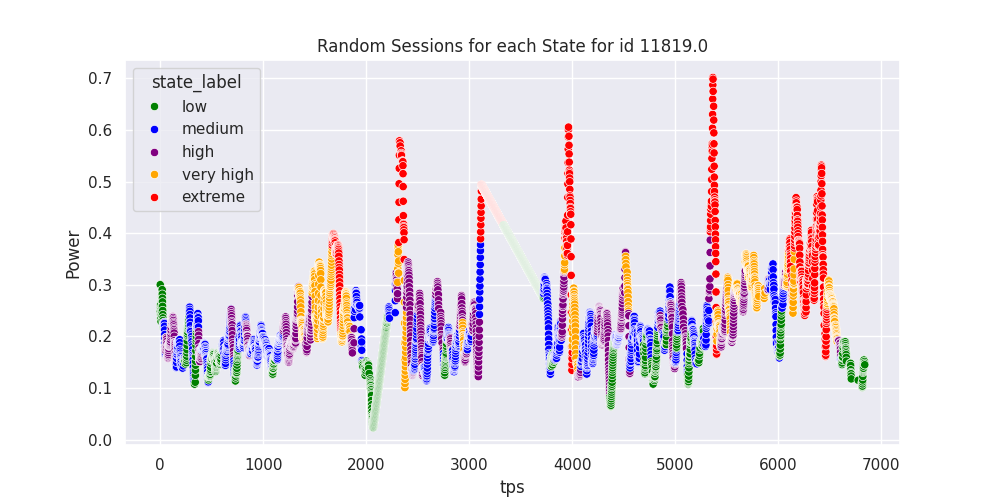 Random Sessions for each State for id 11819.0
state_label
low
medium
high
very high
extreme
Power
0.7
0.6
0.5
0.4
0.3
0.2
0.1
0.0
0 1000 2000 3000 4000 5000 6000 7000
tps